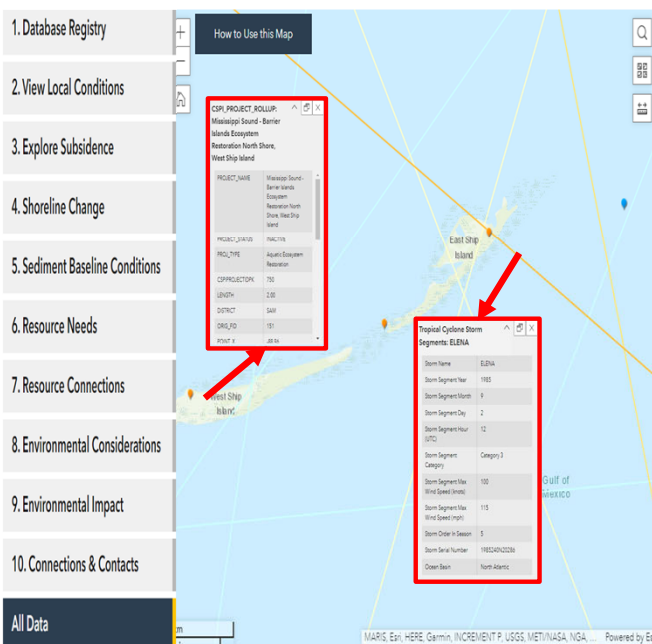 1. Database Registry
2. View Local Conditions
3. Explore Subsidence
4. Shoreline Change
5. Sediment Baseline Conditions
6. Resource Needs
7. Resource Connections
8. Environmental Considerations
9. Environmental Impact
10. Connections & Contacts
All Data
How to Use this Map
CSPI_PROJECT_ROLLUP:
Mississippi Sound -
Barrier
Islands Ecosystem
Restoration North
Shore,
West Ship Island
PROJECT_NAME Mississippi Sound -
Barrier Islands
Ecosystem
Restoration North
Shore, West Ship
Island
PROJECT_STATUS INACTIVE
PROJ_TYPE Aquatic Ecosystem
Restoration
CSPIPROJECTIDPK 750
LENGTH 2.00
DISTRICT SAM
ORIG_FID 151
POINT_X -88.96
East Ship
Island
West Ship
Island
Tropical Cyclone Storm
Segments: ELENA
Storm Name ELENA
Storm Segment Year 1985
Storm Segment Month 9
Storm Segment Day 2
Storm Segment Hour 12
(UTC)
Storm Segment Category 3
Category
Storm Segment Max 100
Wind Speed (knots)
Storm Segment Max 115
Wind Speed (mph)
Storm Order In Season 5
Storm Serial Number 1985240N20286
Ocean Basin North Atlantic
Gulf of
Mexico
MARIS, Esri, HERE, Garmin, INCREMENT P, USGS, METI/NASA, NGA, ... Powered by